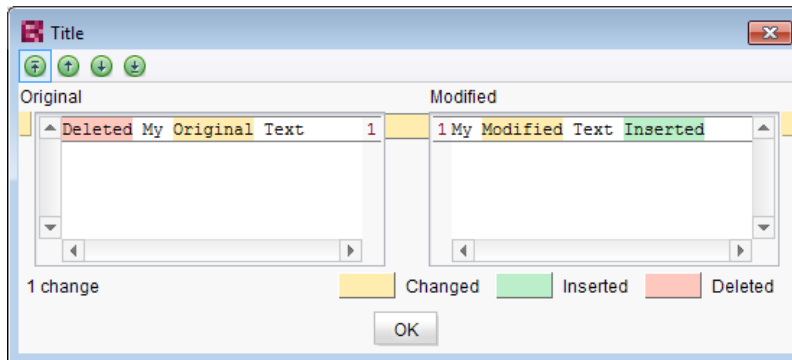 Title
Original Modified
Deleted My Original Text 1 1 My Modified Text Inserted
1 change Changed Inserted Deleted
OK